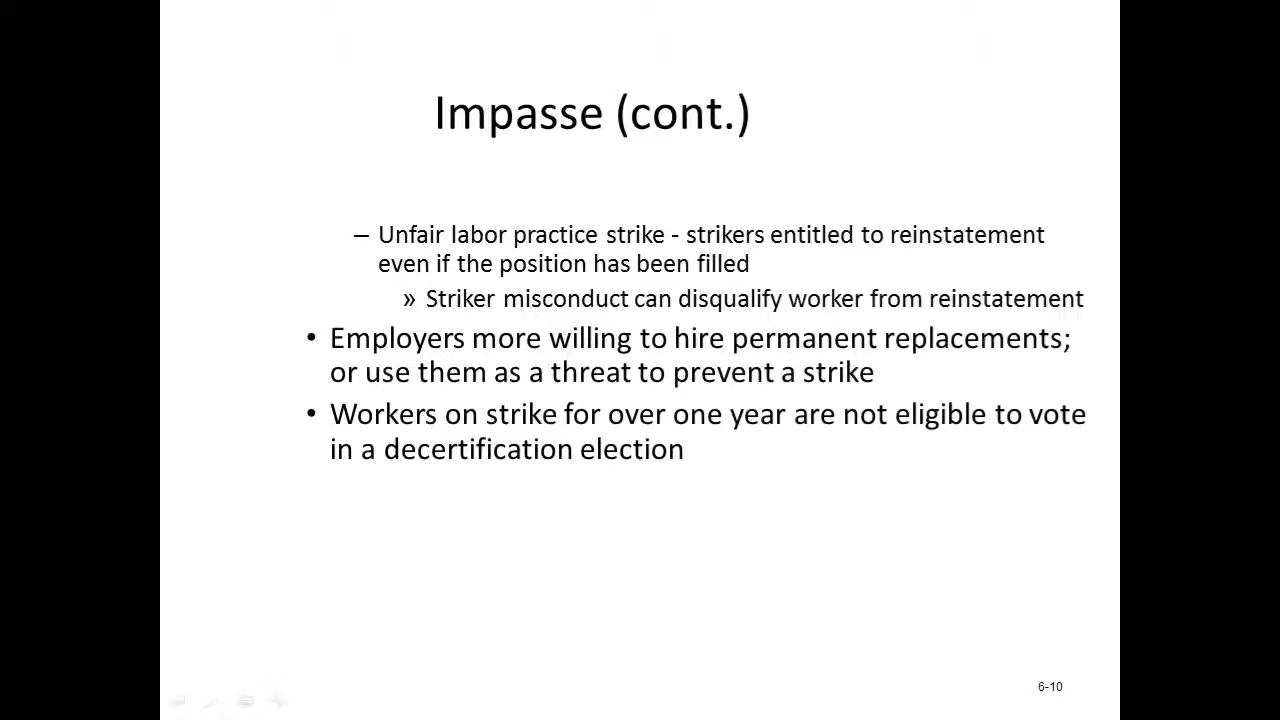 Impasse (cont.)
– Unfair labor practice strike - strikers entitled to reinstatement
even if the position has been filled
» Striker misconduct can disqualify worker from reinstatement
• Employers more willing to hire permanent replacements;
or use them as a threat to prevent a strike
• Workers on strike for over one year are not eligible to vote
in a decertification election
6-10